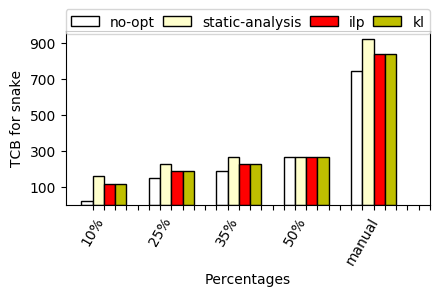 no-opt static-analysis ilp kl
900
700
500
300
100
TCB for snake
10% 25% 35% 50% manual
Percentages